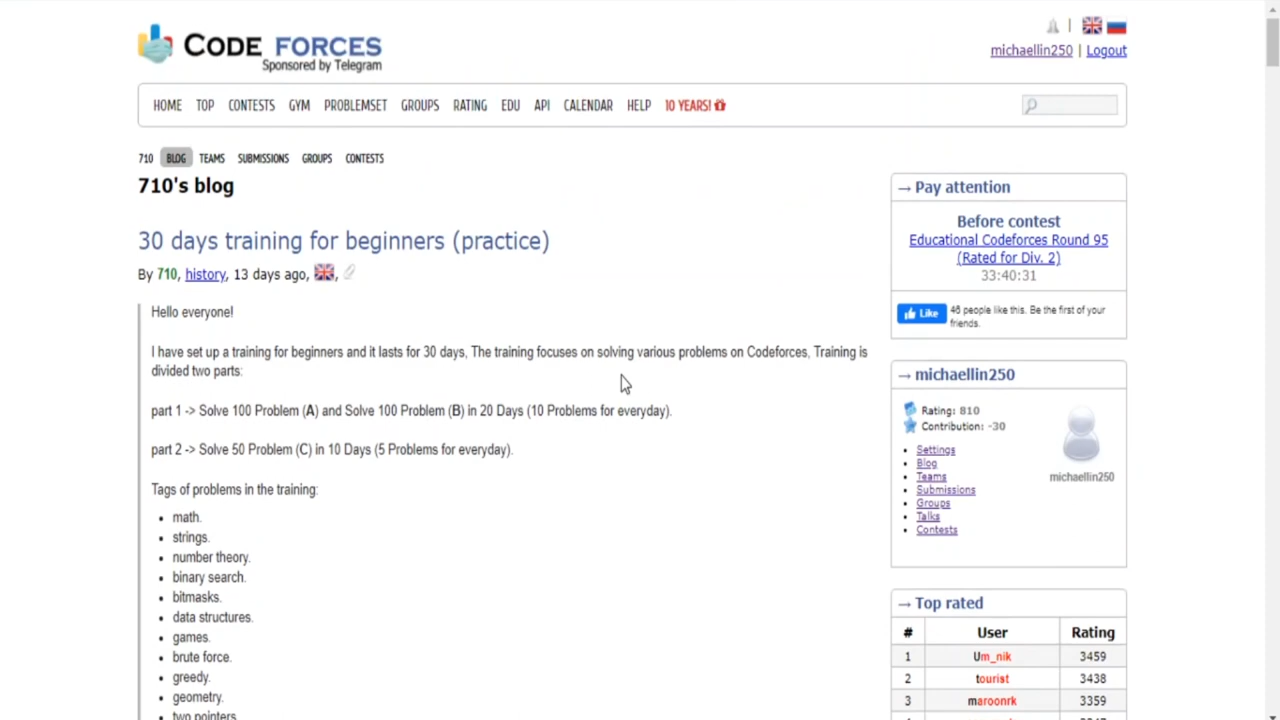 CODE FORCES
Sponsored by Telegram
|
michaellin250 | Logout
HOME TOP CONTESTS GYM PROBLEMSET GROUPS RATING EDU API CALENDAR HELP 10 YEARS!
710 BLOG TEAMS SUBMISSIONS GROUPS CONTESTS
710's blog
30 days training for beginners (practice)
By 710, history, 13 days ago, ,
Hello everyone!
I have set up a training for beginners and it lasts for 30 days, The training focuses on solving various problems on Codeforces, Training is
divided two parts:
part 1 -> Solve 100 Problem (A) and Solve 100 Problem (B) in 20 Days (10 Problems for everyday).
part 2 -> Solve 50 Problem (C) in 10 Days (5 Problems for everyday).
Tags of problems in the training:
• math.
• strings.
• number theory.
• binary search.
• bitmasks.
• data structures.
• games.
• brute force.
• greedy.
• geometry.
• two pointers
→ Pay attention
Before contest
Educational Codeforces Round 95
(Rated for Div. 2)
33:40:31
Like 46 people like this. Be the first of your
friends.
→ michaellin250
Rating: 810
Contribution: -30
• Settings
• Blog
• Teams
• Submissions
• Groups
• Talks
• Contests
michaellin250
→ Top rated
# User Rating
1 Um_nik 3459
2 tourist 3438
3 maroonrk 3359